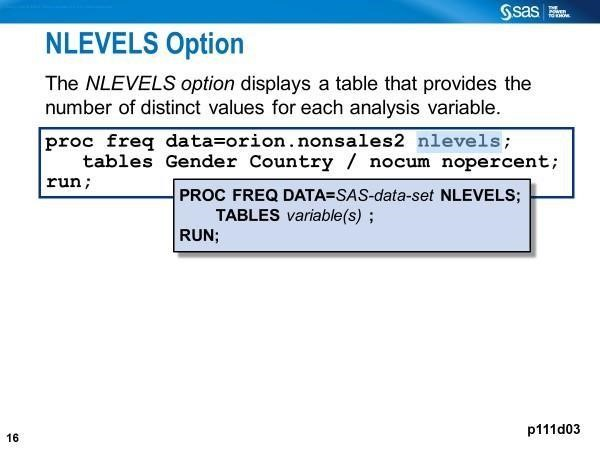 sas
THE
POWER
TO KNOW.
NLEVELS Option
The NLEVELS option displays a table that provides the
number of distinct values for each analysis variable.
proc freq data=orion.nonsales2 nlevels;
tables Gender Country / nocum nopercent;
run;
PROC FREQ DATA=SAS-data-set NLEVELS;
TABLES variable(s) ;
RUN;
16
p111d03